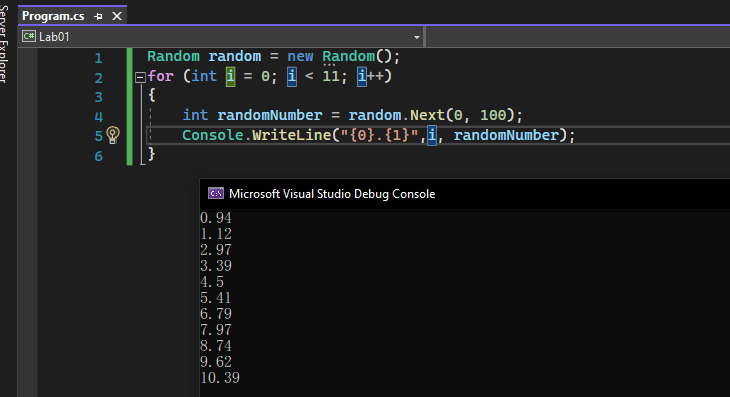 Server Explorer
Program.cs
C# Lab01
1 Random random = new Random();
2 for (int i = 0; i < 11; i++)
3 {
4 int randomNumber = random.Next(0, 100);
5 Console.WriteLine("{0}.{1}",i, randomNumber);
6 }
C:\ Microsoft Visual Studio Debug Console
0.94
1.12
2.97
3.39
4.5
5.41
6.79
7.97
8.74
9.62
10.39